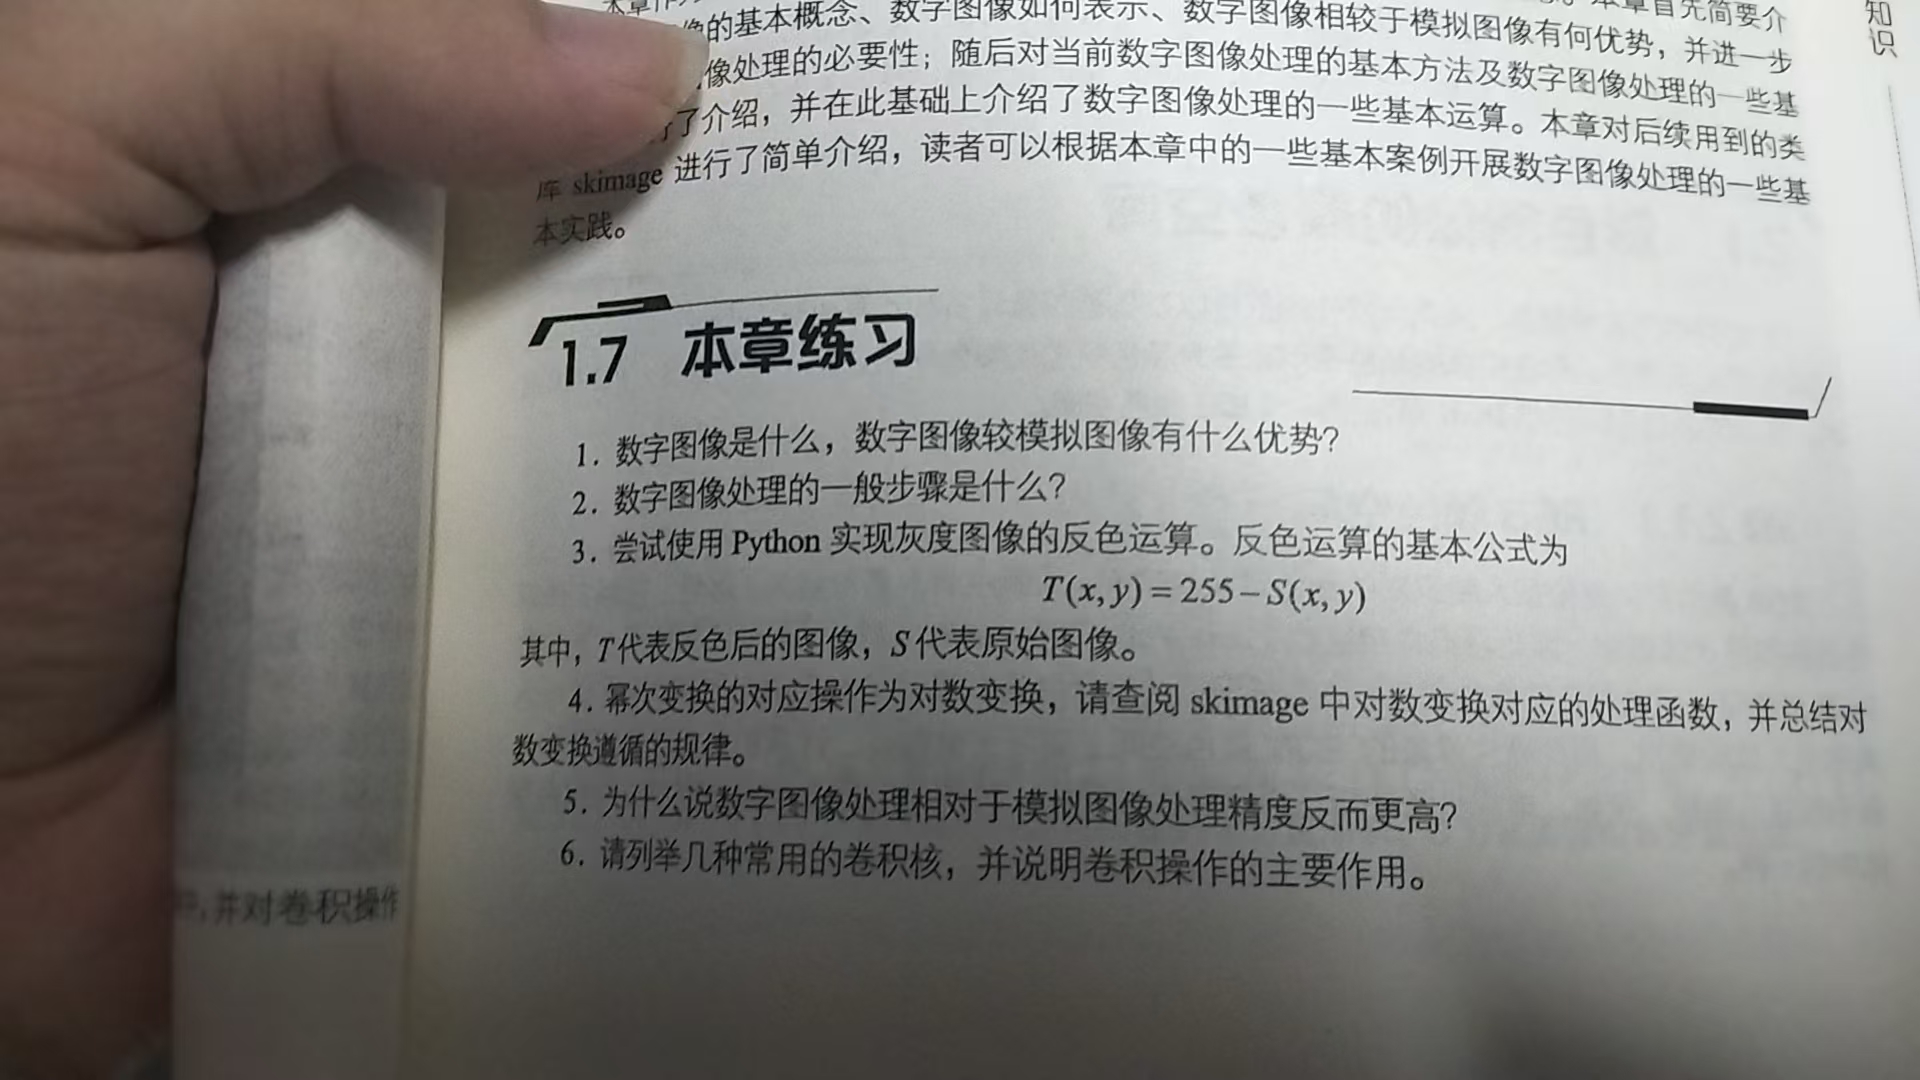 像的基本概念、数字图像如何表示、数字图像相较于模拟图像有何优势，并进一步
像处理的必要性；随后对当前数字图像处理的基本方法及数字图像处理的一些基
了介绍，并在此基础上介绍了数字图像处理的一些基本运算。本章对后续用到的类
库 skimage 进行了简单介绍，读者可以根据本章中的一些基本案例开展数字图像处理的一些基
本实践。
知识
1.7 本章练习
1. 数字图像是什么，数字图像较模拟图像有什么优势？
2. 数字图像处理的一般步骤是什么？
3. 尝试使用 Python 实现灰度图像的反色运算。反色运算的基本公式为
T(x, y) = 255 – S(x, y)
其中，T代表反色后的图像，S代表原始图像。
4. 幂次变换的对应操作为对数变换，请查阅 skimage 中对数变换对应的处理函数，并总结对
数变换遵循的规律。
5. 为什么说数字图像处理相对于模拟图像处理精度反而更高？
6. 请列举几种常用的卷积核，并说明卷积操作的主要作用。
，并对卷积操作